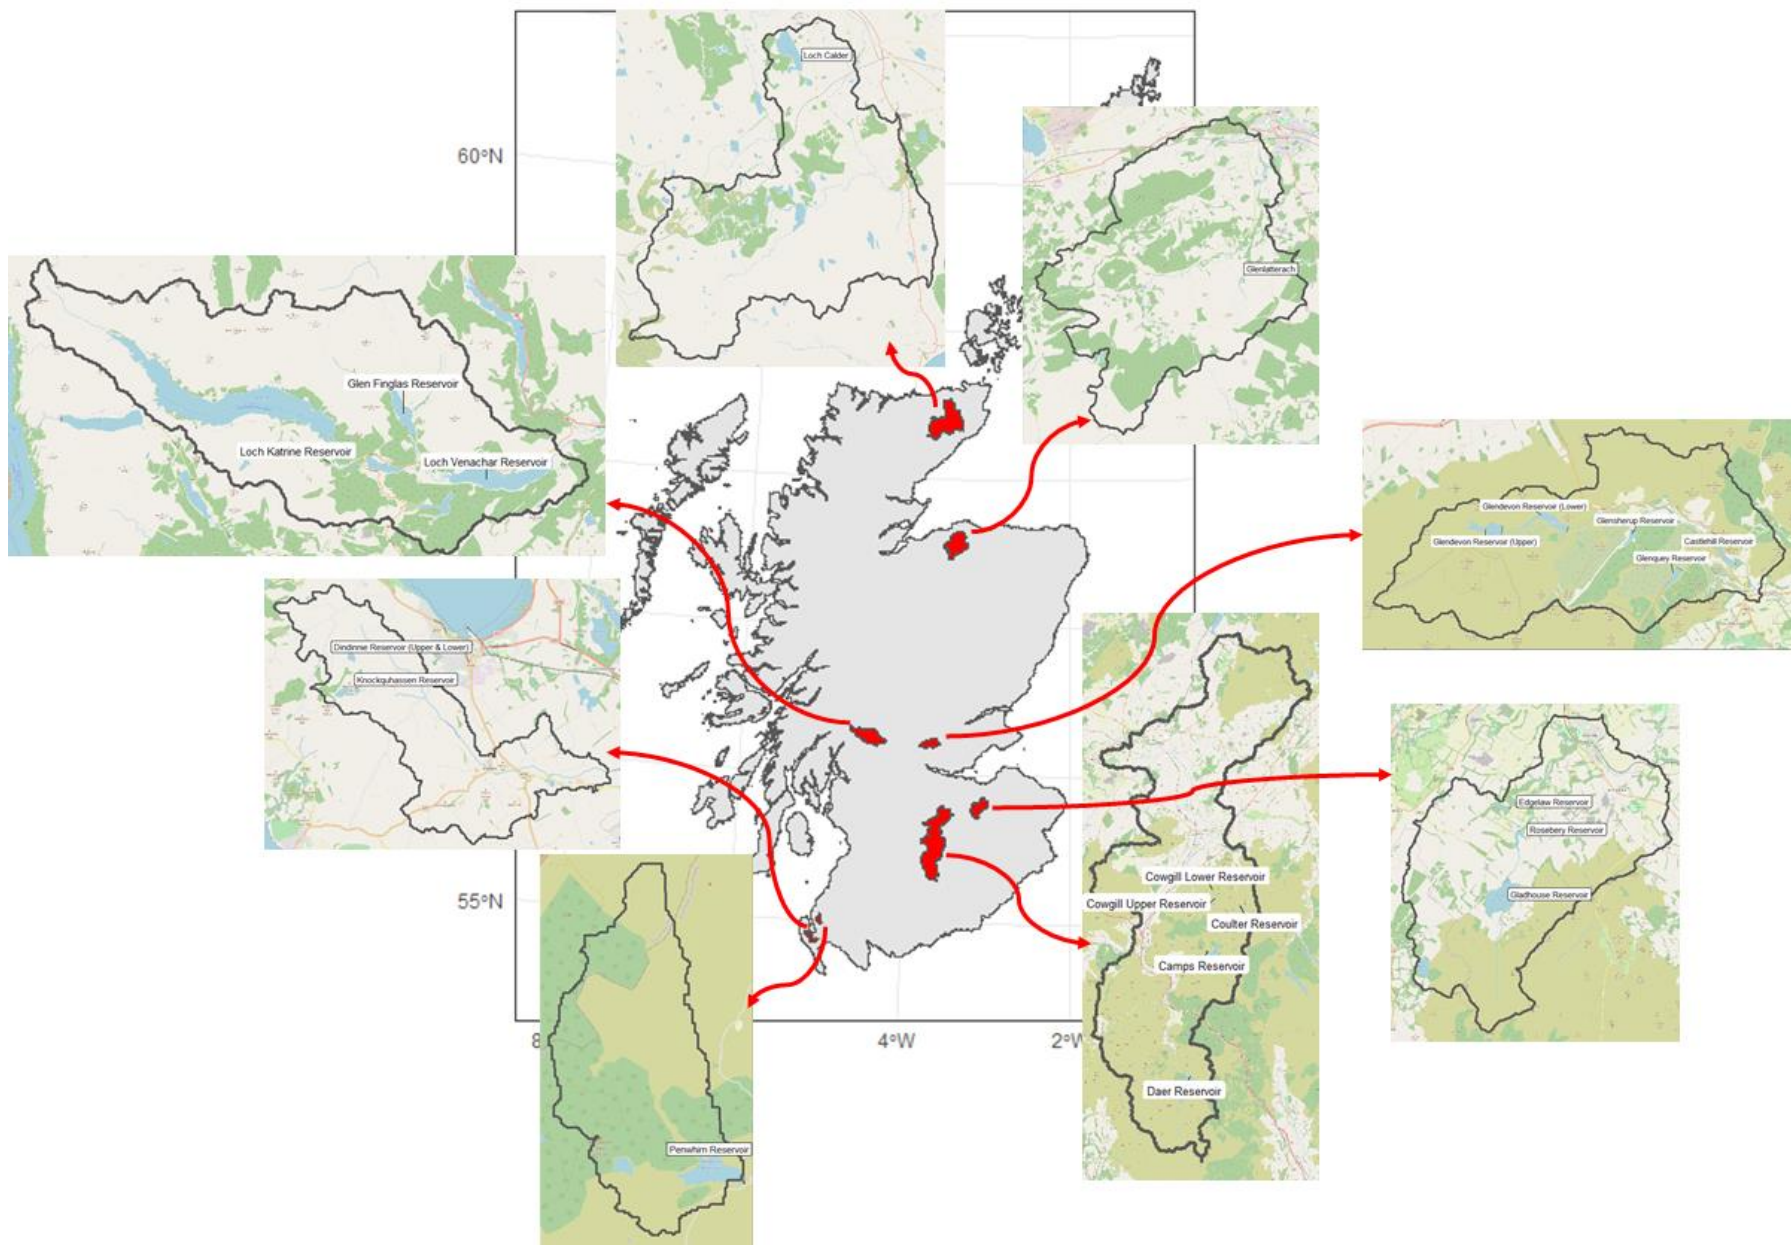 Loch Calder
60°N
Glenlatterach
Glen Finglas Reservoir
Loch Katrine Reservoir
Loch Venachar Reservoir
Glendevon Reservoir (Lower)
Glensherup Reservoir
Glendevon Reservoir (Upper)
Castlehill Reservoir
Glenquey Reservoir
Dindinnie Reservoir (Upper & Lower)
Knockquhassen Reservoir
Edgelaw Reservoir
Rosebery Reservoir
Gladhouse Reservoir
Cowgill Lower Reservoir
Cowgill Upper Reservoir
Coulter Reservoir
Camps Reservoir
Daer Reservoir
55°N
8
4°W
2°W
Penwhirn Reservoir